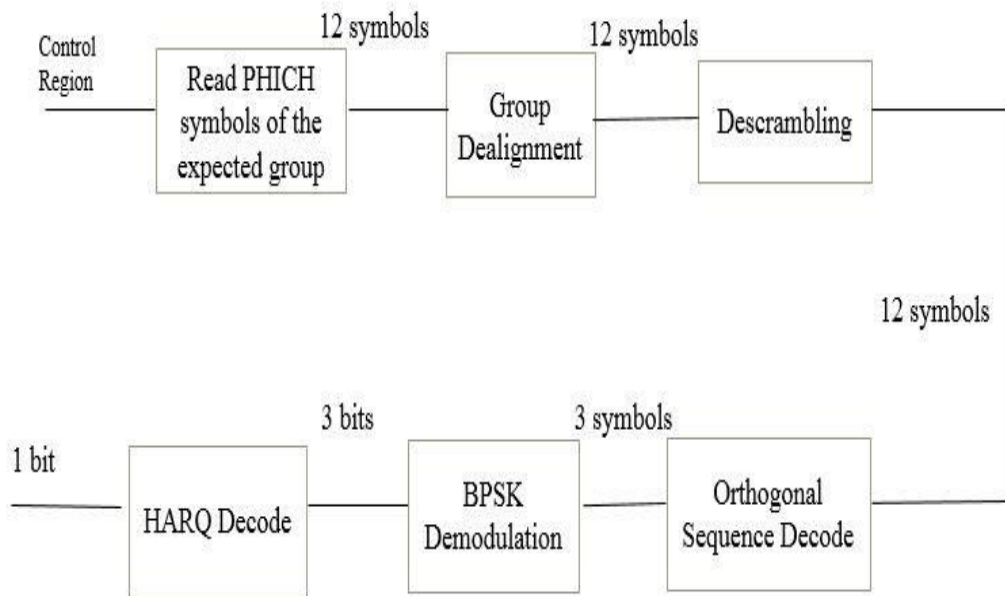 Control
Region
Read PHICH
symbols of the
expected group
12 symbols
Group
Dealignment
12 symbols
Descrambling
12 symbols
Orthogonal
Sequence Decode
3 symbols
BPSK
Demodulation
3 bits
HARQ Decode
1 bit